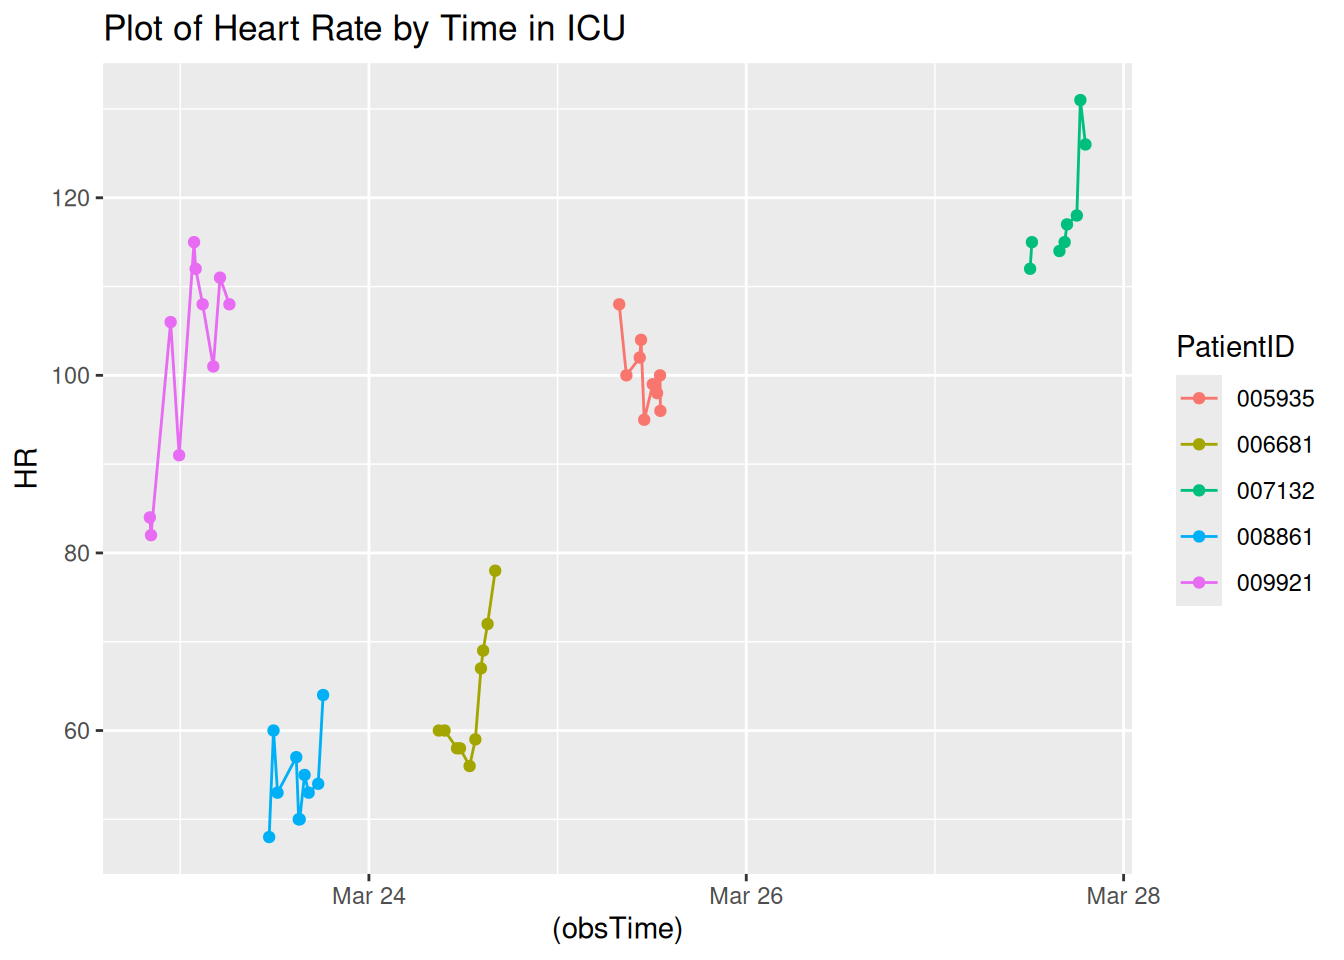 Plot of Heart Rate by Time in ICU
120
100
80
60
HR
Mar 24
Mar 26
Mar 28
(obsTime)
PatientID
005935
006681
007132
008861
009921